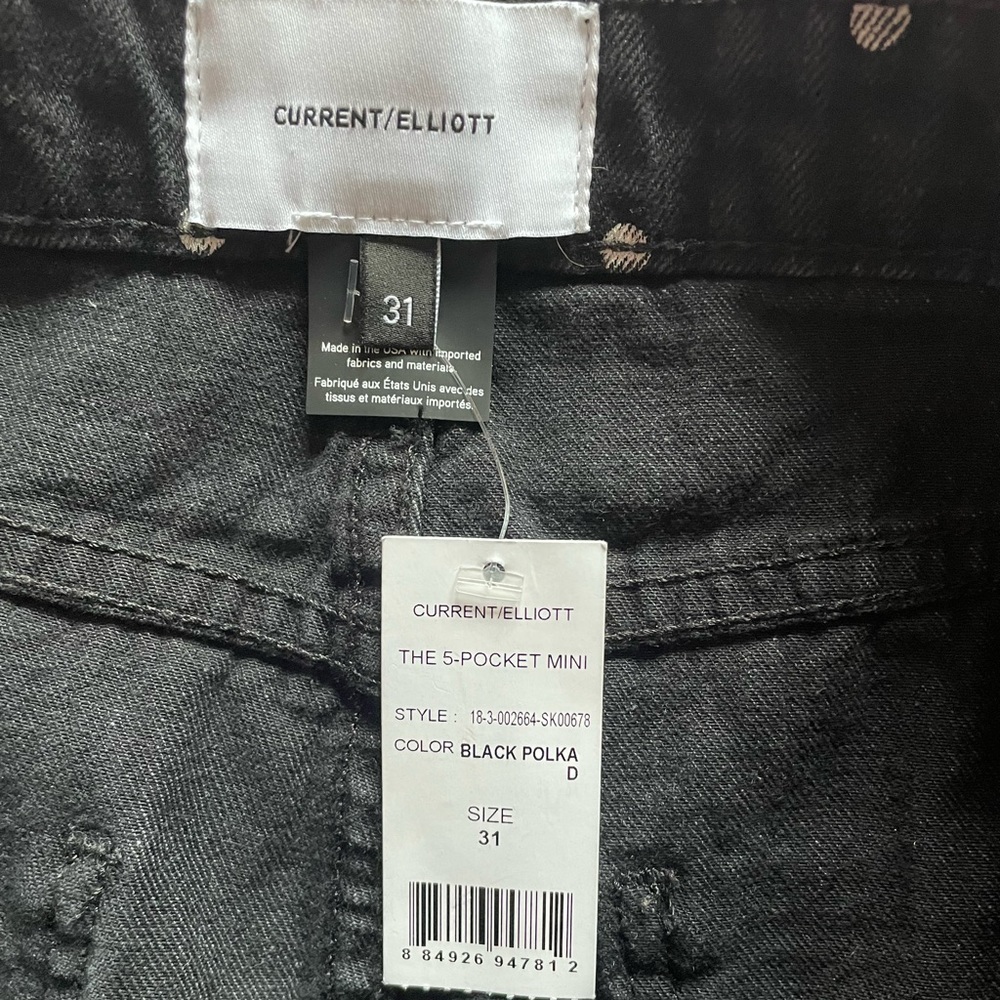 CURRENT/ELLIOTT
31
Made in the USA with imported
fabrics and materials.
Fabriqué aux États Unis avec des
tissus et matériaux importés.
CURRENT/ELLIOTT
THE 5-POCKET MINI
STYLE : 18-3-002664-SK00678
COLOR BLACK POLKA
D
SIZE
31
8 84926 94781 2
31